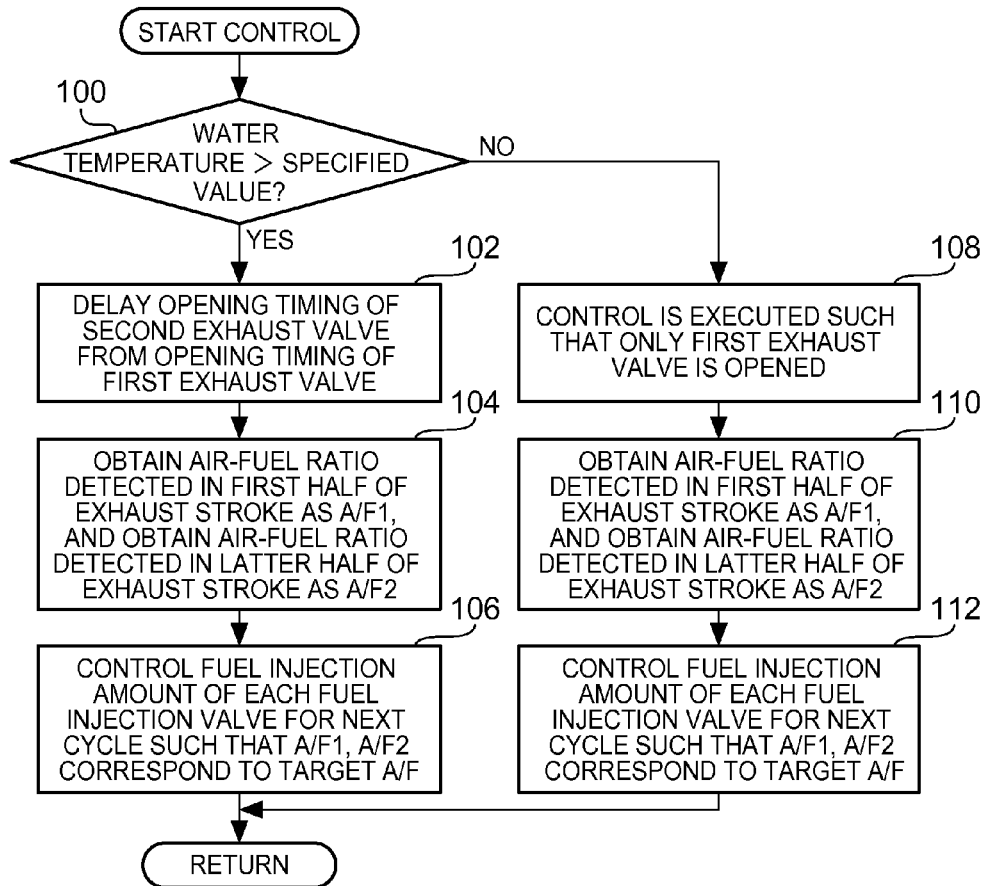 START CONTROL
100
WATER
TEMPERATURE > SPECIFIED
VALUE?
NO
YES
102
DELAY OPENING TIMING OF
SECOND EXHAUST VALVE
FROM OPENING TIMING OF
FIRST EXHAUST VALVE
104
OBTAIN AIR-FUEL RATIO
DETECTED IN FIRST HALF OF
EXHAUST STROKE AS A/F1,
AND OBTAIN AIR-FUEL RATIO
DETECTED IN LATTER HALF OF
EXHAUST STROKE AS A/F2
106
CONTROL FUEL INJECTION
AMOUNT OF EACH FUEL
INJECTION VALVE FOR NEXT
CYCLE SUCH THAT A/F1, A/F2
CORRESPOND TO TARGET A/F
108
CONTROL IS EXECUTED SUCH
THAT ONLY FIRST EXHAUST
VALVE IS OPENED
110
OBTAIN AIR-FUEL RATIO
DETECTED IN FIRST HALF OF
EXHAUST STROKE AS A/F1,
AND OBTAIN AIR-FUEL RATIO
DETECTED IN LATTER HALF OF
EXHAUST STROKE AS A/F2
112
CONTROL FUEL INJECTION
AMOUNT OF EACH FUEL
INJECTION VALVE FOR NEXT
CYCLE SUCH THAT A/F1, A/F2
CORRESPOND TO TARGET A/F
RETURN